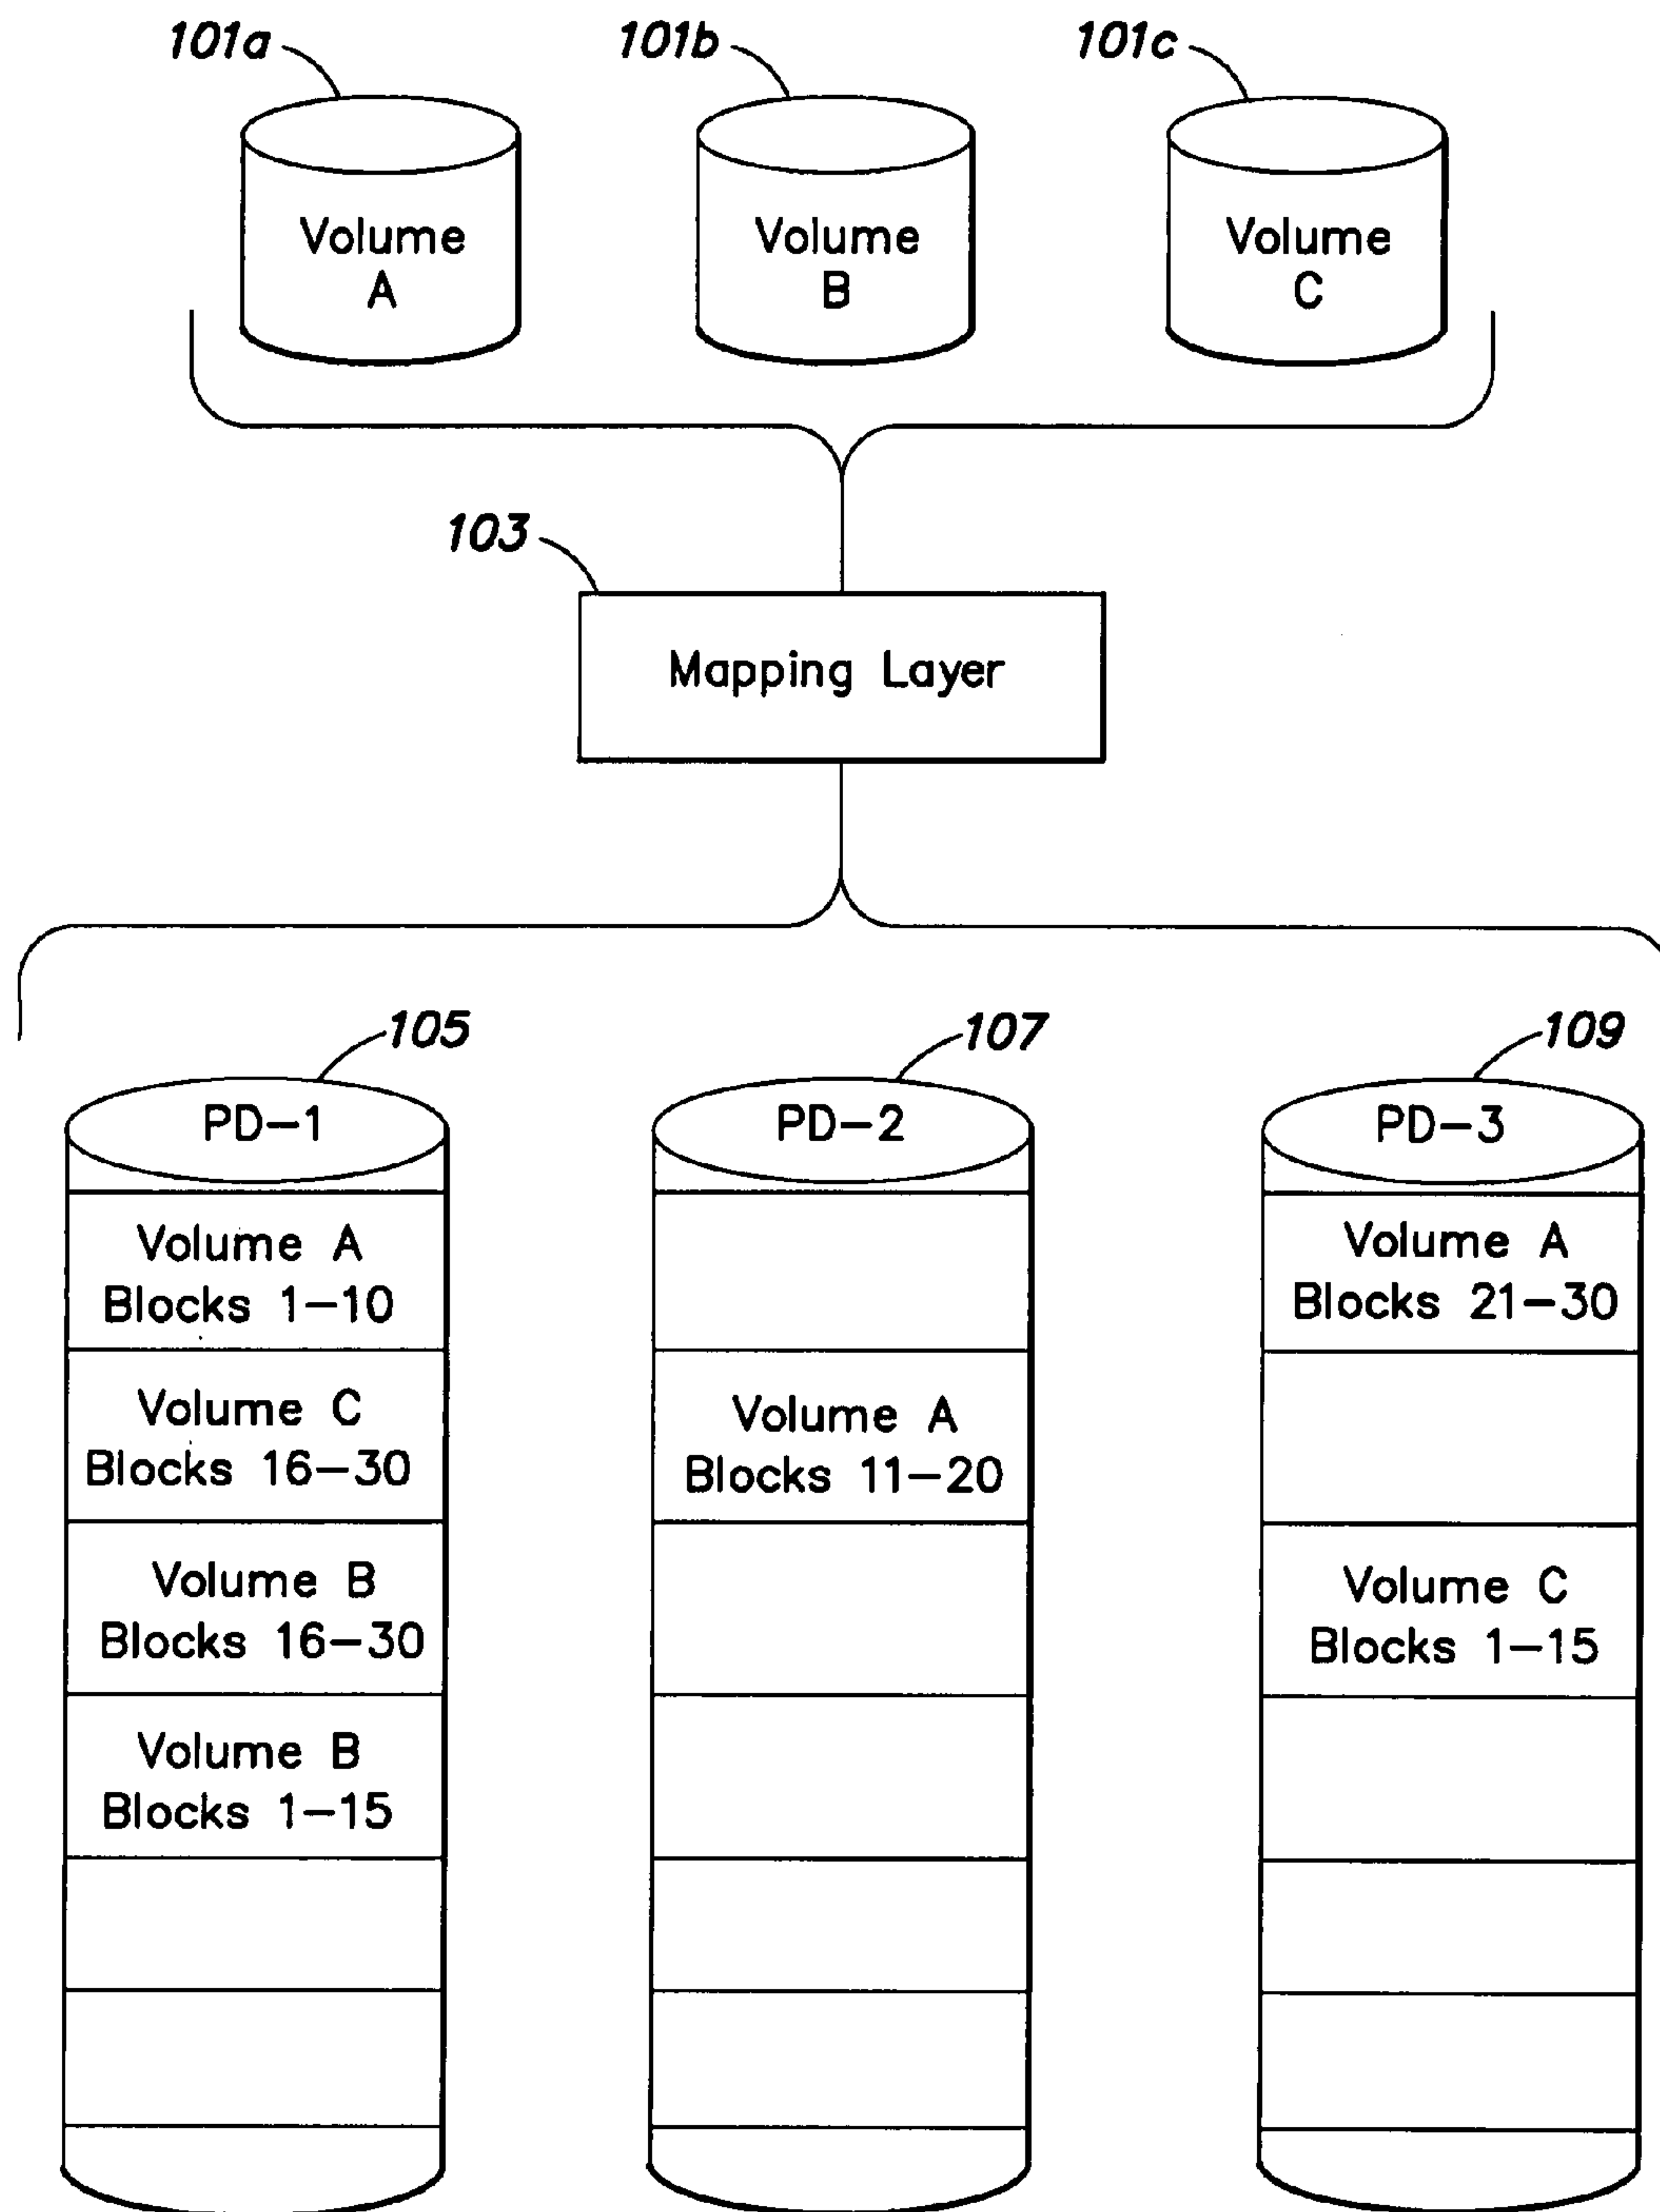 101a
101b
101c
Volume
A
Volume
B
Volume
C
103
Mapping Layer
105
107
109
PD-1
PD-2
PD-3
Volume A
Blocks 1-10
Volume C
Blocks 16-30
Volume B
Blocks 16-30
Volume B
Blocks 1-15
Volume A
Blocks 11-20
Volume A
Blocks 21-30
Volume C
Blocks 1-15